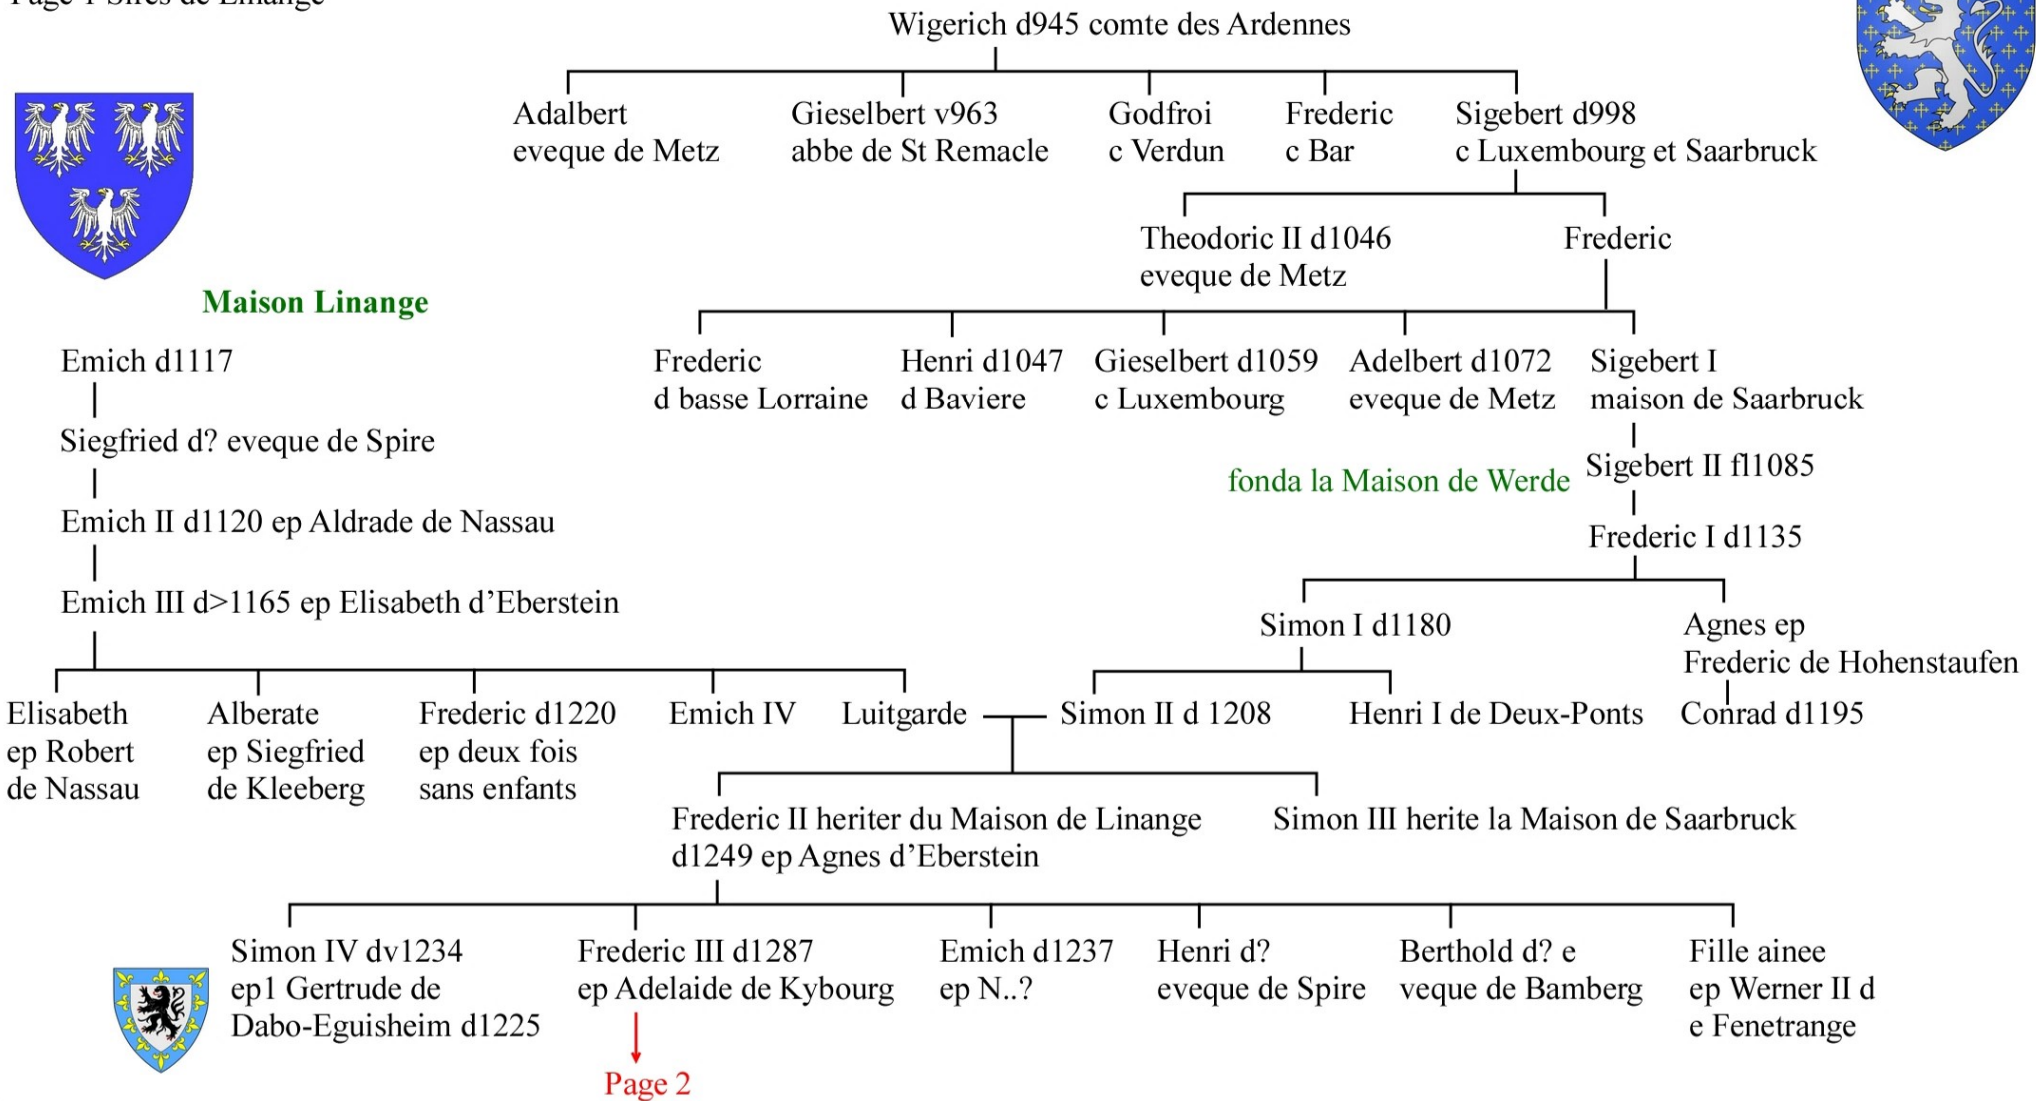 Page 1 Sires de Linange
Wigerich d945 comte des Ardennes
Adalbert
eveque de Metz
Gieselbert v963
abbe de St Remacle
Godfroi
c Verdun
Frederic
c Bar
Sigebert d998
c Luxembourg et Saarbruck
Theodoric II d1046
eveque de Metz
Frederic
Frederic
d basse Lorraine
Henri d1047
d Baviere
Gieselbert d1059
c Luxembourg
Adelbert d1072
eveque de Metz
Sigebert I
maison de Saarbruck
fonda la Maison de Werde
Sigebert II fl1085
Frederic I d1135
Simon I d1180
Agnes ep
Frederic de Hohenstaufen
Maison Linange
Emich d1117
Siegfried d? eveque de Spire
Emich II d1120 ep Aldrade de Nassau
Emich III d>1165 ep Elisabeth d’Eberstein
Elisabeth
ep Robert
de Nassau
Alberate
ep Siegfried
de Kleeberg
Frederic d1220
ep deux fois
sans enfants
Emich IV
Luitgarde
Simon II d 1208
Henri I de Deux-Ponts
Conrad d1195
Frederic II heriter du Maison de Linange
d1249 ep Agnes d’Eberstein
Simon III herite la Maison de Saarbruck
Simon IV dv1234
ep1 Gertrude de
Dabo-Eguisheim d1225
Frederic III d1287
ep Adelaide de Kybourg
Emich d1237
ep N..?
Henri d?
eveque de Spire
Berthold d? e
veque de Bamberg
Fille ainee
ep Werner II d
e Fenetrange
Page 2